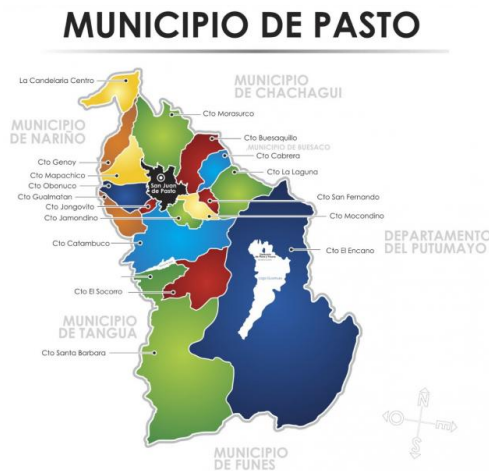 MUNICIPIO DE PASTO
La Candelaria Centro
MUNICIPIO
DE CHACHAGUI
Cto Morasurco
MUNICIPIO
DE NARIÑO
Cto Buesaquillo
MUNICIPIO DE BUESACO
Cto Cabrera
Cto Genoy
Cto La Laguna
Cto Mapachico
Cto Obonuco
San Juan
de Pasto
Cto Gualmatan
Cto San Fernando
Cto Jongovito
Cto Jamondino
Cto Mocondino
DEPARTAMENTO
DEL PUTUMAYO
Cto Catambuco
Cto El Encano
Cto El Socorro
MUNICIPIO
DE TANGUA
Cto Santa Barbara
N
S
MUNICIPIO
DE FUNES